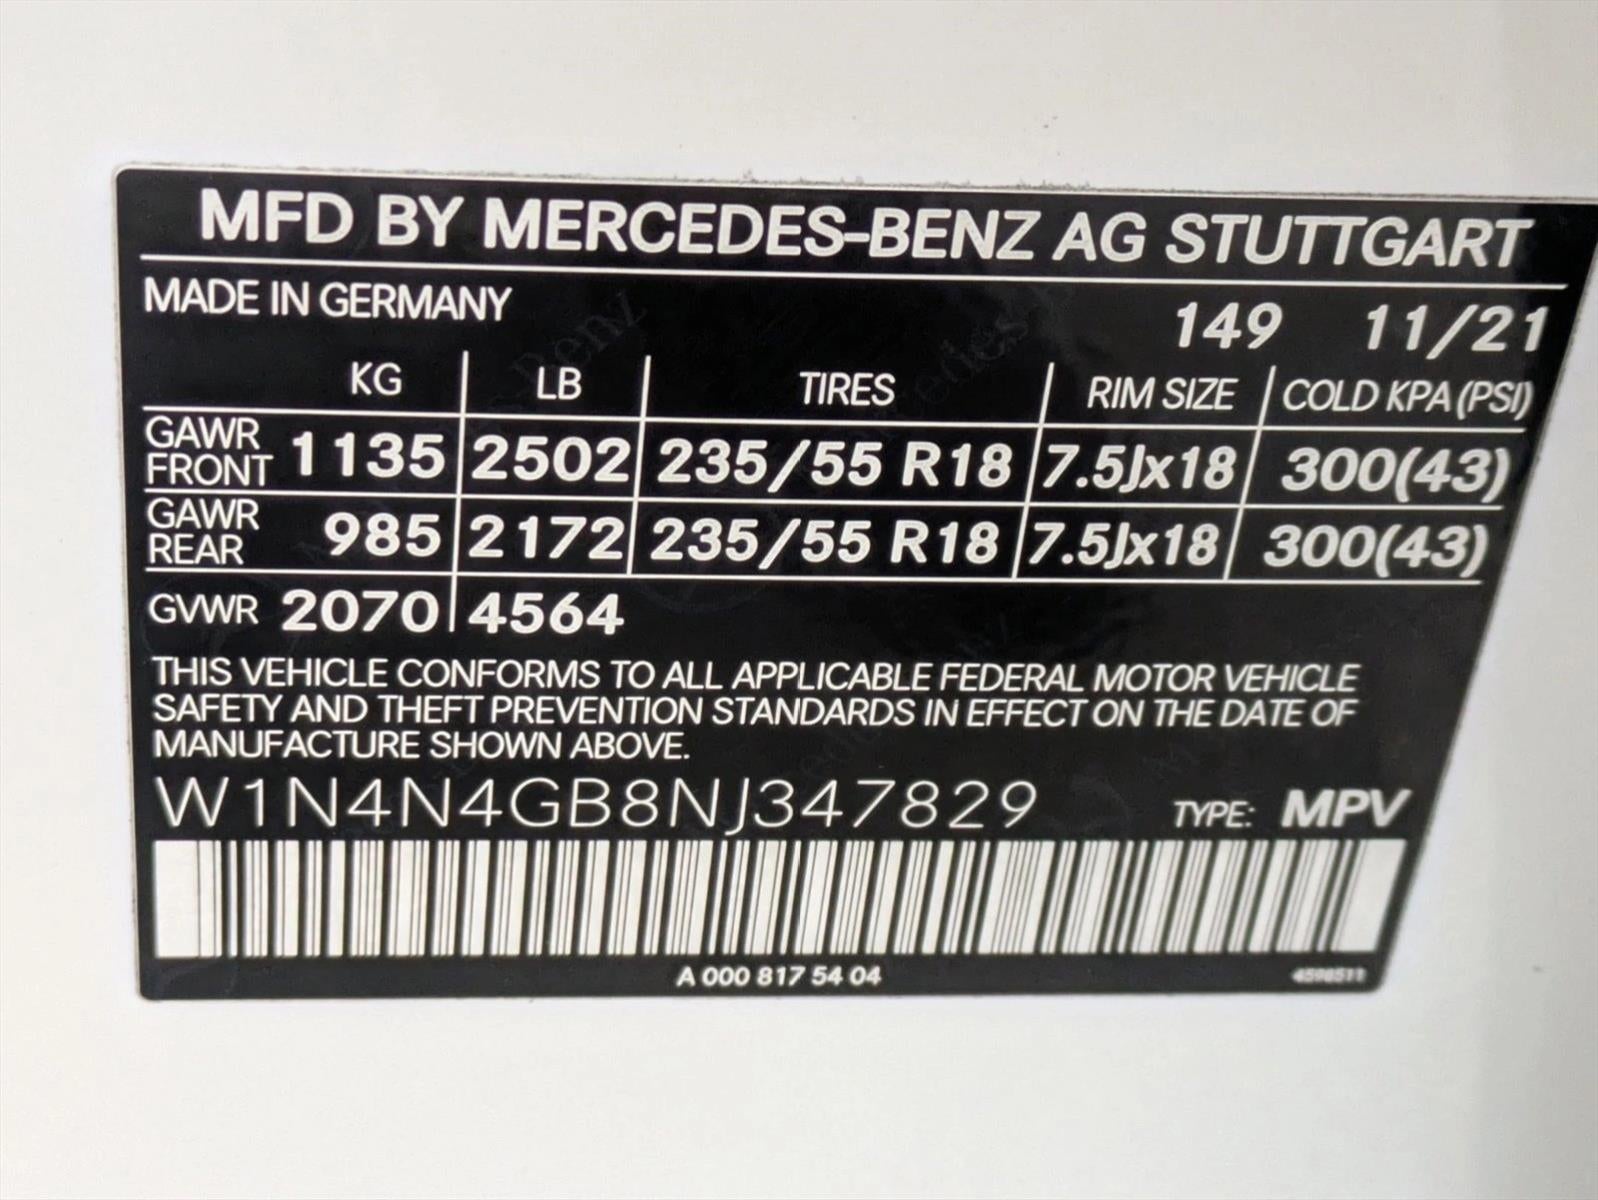 MFD BY MERCEDES-BENZ AG STUTTGART
MADE IN GERMANY 149 11/21
KG LB TIRES RIM SIZE COLD KPA (PSI)
GAWR FRONT 1135 2502 235/55 R18 7.5Jx18 300(43)
GAWR REAR 985 2172 235/55 R18 7.5Jx18 300(43)
GVWR 2070 4564
THIS VEHICLE CONFORMS TO ALL APPLICABLE FEDERAL MOTOR VEHICLE
SAFETY AND THEFT PREVENTION STANDARDS IN EFFECT ON THE DATE OF
MANUFACTURE SHOWN ABOVE.
W1N4N4GB8NJ347829 TYPE: MPV
A 000 817 54 04